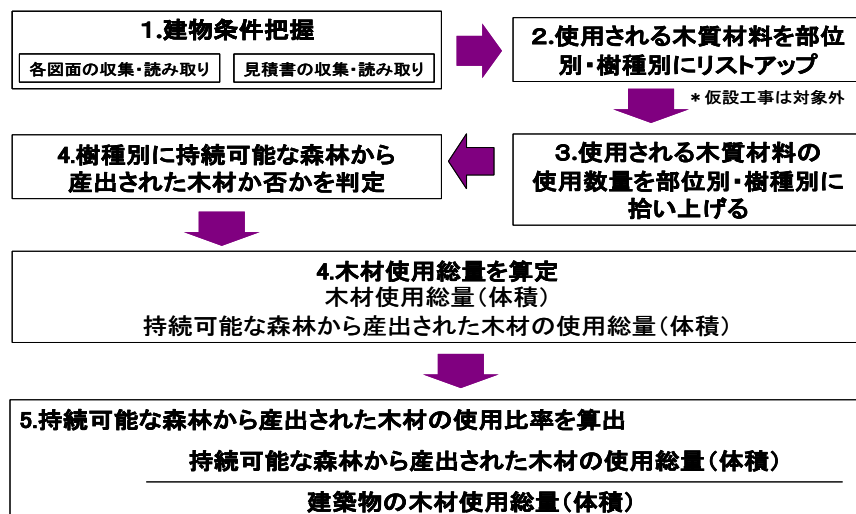 1.建物条件把握
各図面の収集・読み取り
見積書の収集・読み取り
2.使用される木質材料を部位
別・樹種別にリストアップ
*仮設工事は対象外
3.使用される木質材料の
使用数量を部位別・樹種別に
拾い上げる
4.樹種別に持続可能な森林から
産出された木材か否かを判定
4.木材使用総量を算定
木材使用総量(体積)
持続可能な森林から産出された木材の使用総量(体積)
5.持続可能な森林から産出された木材の使用比率を算出
持続可能な森林から産出された木材の使用総量(体積)
建築物の木材使用総量(体積)